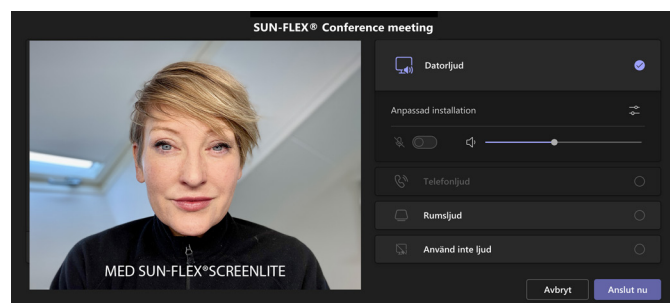 SUN-FLEX® Conference meeting
MED SUN-FLEX®SCREENLITE
Datorljud
Anpassad installation
Telefonljud
Rumsljud
Använd inte ljud
Avbryt
Anslut nu